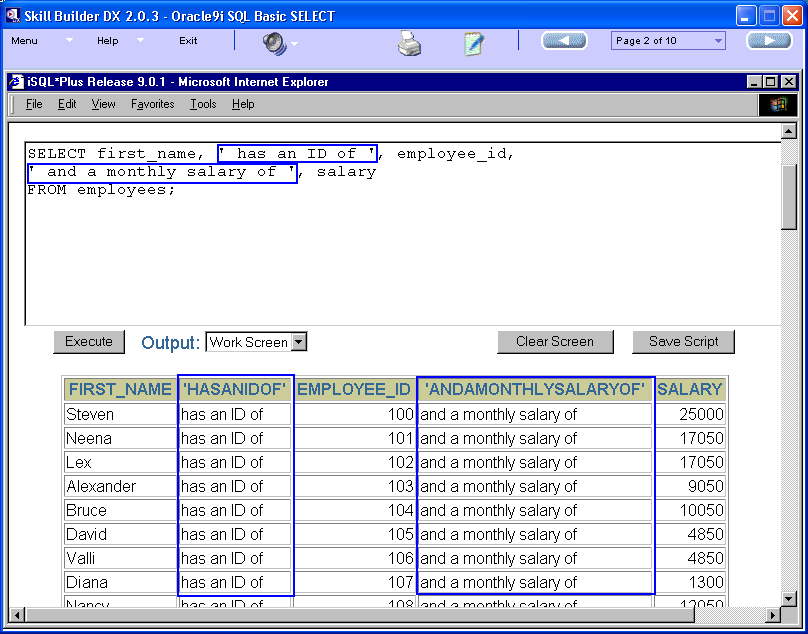 Skill Builder DX 2.0.3 - Oracle9i SQL Basic SELECT
Menu Help Exit Page 2 of 10
iSQL*Plus Release 9.0.1 - Microsoft Internet Explorer
File Edit View Favorites Tools Help
SELECT first_name, ' has an ID of ', employee_id,
' and a monthly salary of ', salary
FROM employees;
Execute Output: Work Screen Clear Screen Save Script
FIRST_NAME 'HASANIDOF' EMPLOYEE_ID 'ANDAMONTHLYSALARYOF' SALARY
Steven has an ID of 100 and a monthly salary of 25000
Neena has an ID of 101 and a monthly salary of 17050
Lex has an ID of 102 and a monthly salary of 17050
Alexander has an ID of 103 and a monthly salary of 9050
Bruce has an ID of 104 and a monthly salary of 10050
David has an ID of 105 and a monthly salary of 4850
Valli has an ID of 106 and a monthly salary of 4850
Diana has an ID of 107 and a monthly salary of 1300
Nancy has an ID of 108 and a monthly salary of 12050